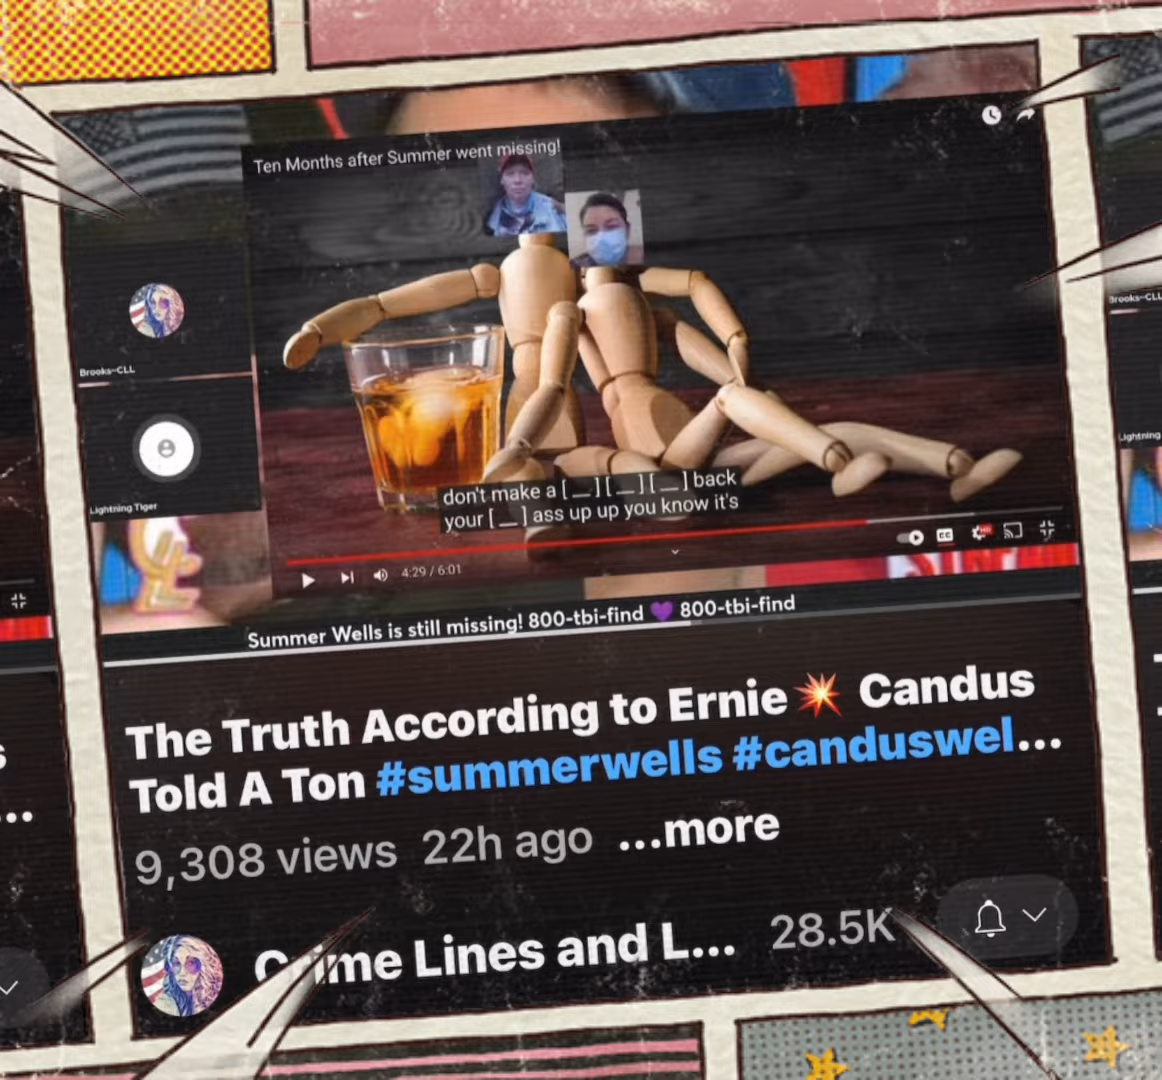 Ten Months after Summer went missing!
Brooks-CLL
Lightning Tiger
don't make a [ __ ] [ __ ] [ __ ] back
your [ __ ] ass up up you know it's
CC
HD
4:29 / 6:01
Summer Wells is still missing! 800-tbi-find 💜 800-tbi-find
The Truth According to Ernie 💥 Candus
Told A Ton #summerwells #canduswel...
9,308 views 22h ago ...more
Crime Lines and L... 28.5K
Brooks-CLL
Lightning
s
...